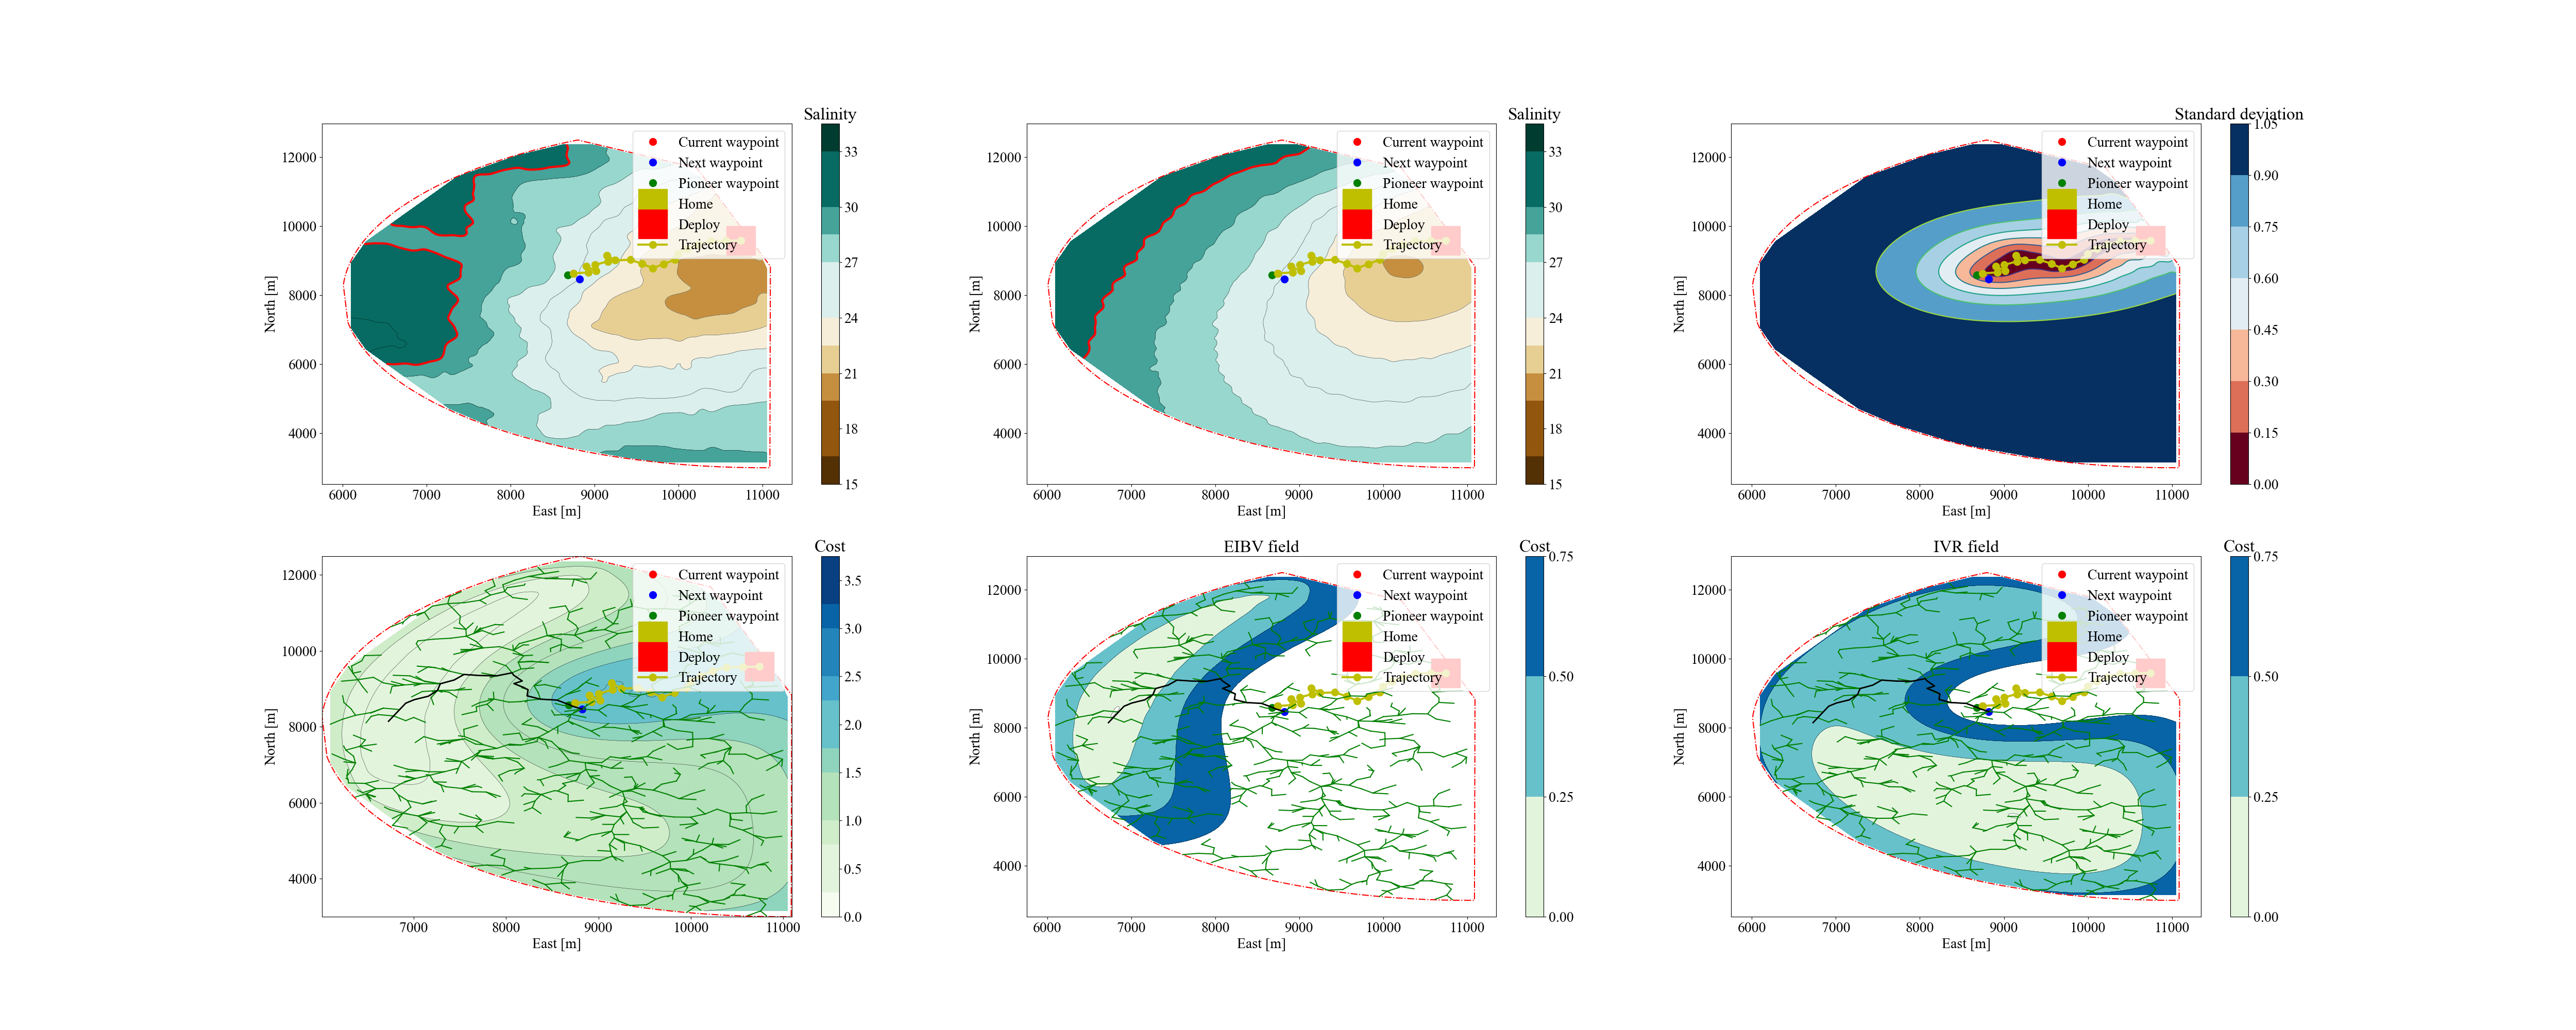 Salinity
Current waypoint
Next waypoint
Pioneer waypoint
Home
Deploy
Trajectory
12000
10000
8000
6000
4000
North [m]
6000 7000 8000 9000 10000 11000
East [m]
33
30
27
24
21
18
15
Salinity
Current waypoint
Next waypoint
Pioneer waypoint
Home
Deploy
Trajectory
12000
10000
8000
6000
4000
North [m]
6000 7000 8000 9000 10000 11000
East [m]
33
30
27
24
21
18
15
Standard deviation
Current waypoint
Next waypoint
Pioneer waypoint
Home
Deploy
Trajectory
12000
10000
8000
6000
4000
North [m]
6000 7000 8000 9000 10000 11000
East [m]
1.05
0.90
0.75
0.60
0.45
0.30
0.15
0.00
Cost
Current waypoint
Next waypoint
Pioneer waypoint
Home
Deploy
Trajectory
12000
10000
8000
6000
4000
North [m]
7000 8000 9000 10000 11000
East [m]
3.5
3.0
2.5
2.0
1.5
1.0
0.5
0.0
EIBV field
Cost
Current waypoint
Next waypoint
Pioneer waypoint
Home
Deploy
Trajectory
12000
10000
8000
6000
4000
North [m]
6000 7000 8000 9000 10000 11000
East [m]
0.75
0.50
0.25
0.00
IVR field
Cost
Current waypoint
Next waypoint
Pioneer waypoint
Home
Deploy
Trajectory
12000
10000
8000
6000
4000
North [m]
6000 7000 8000 9000 10000 11000
East [m]
0.75
0.50
0.25
0.00